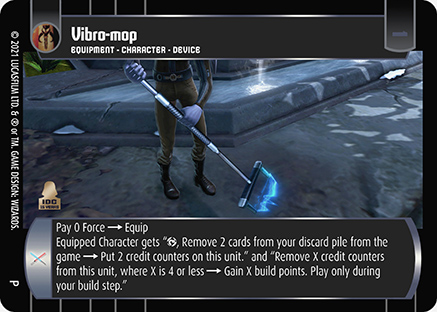 Vibro-mop
EQUIPMENT - CHARACTER - DEVICE
© 2021 LUCASFILM LTD. & ® or TM. GAME DESIGN: WIZARDS.
IDC
Pay 0 Force → Equip
Equipped Character gets “, Remove 2 cards from your discard pile from the
game → Put 2 credit counters on this unit.” and “Remove X credit counters
from this unit, where X is 4 or less → Gain X build points. Play only during
your build step.”
P